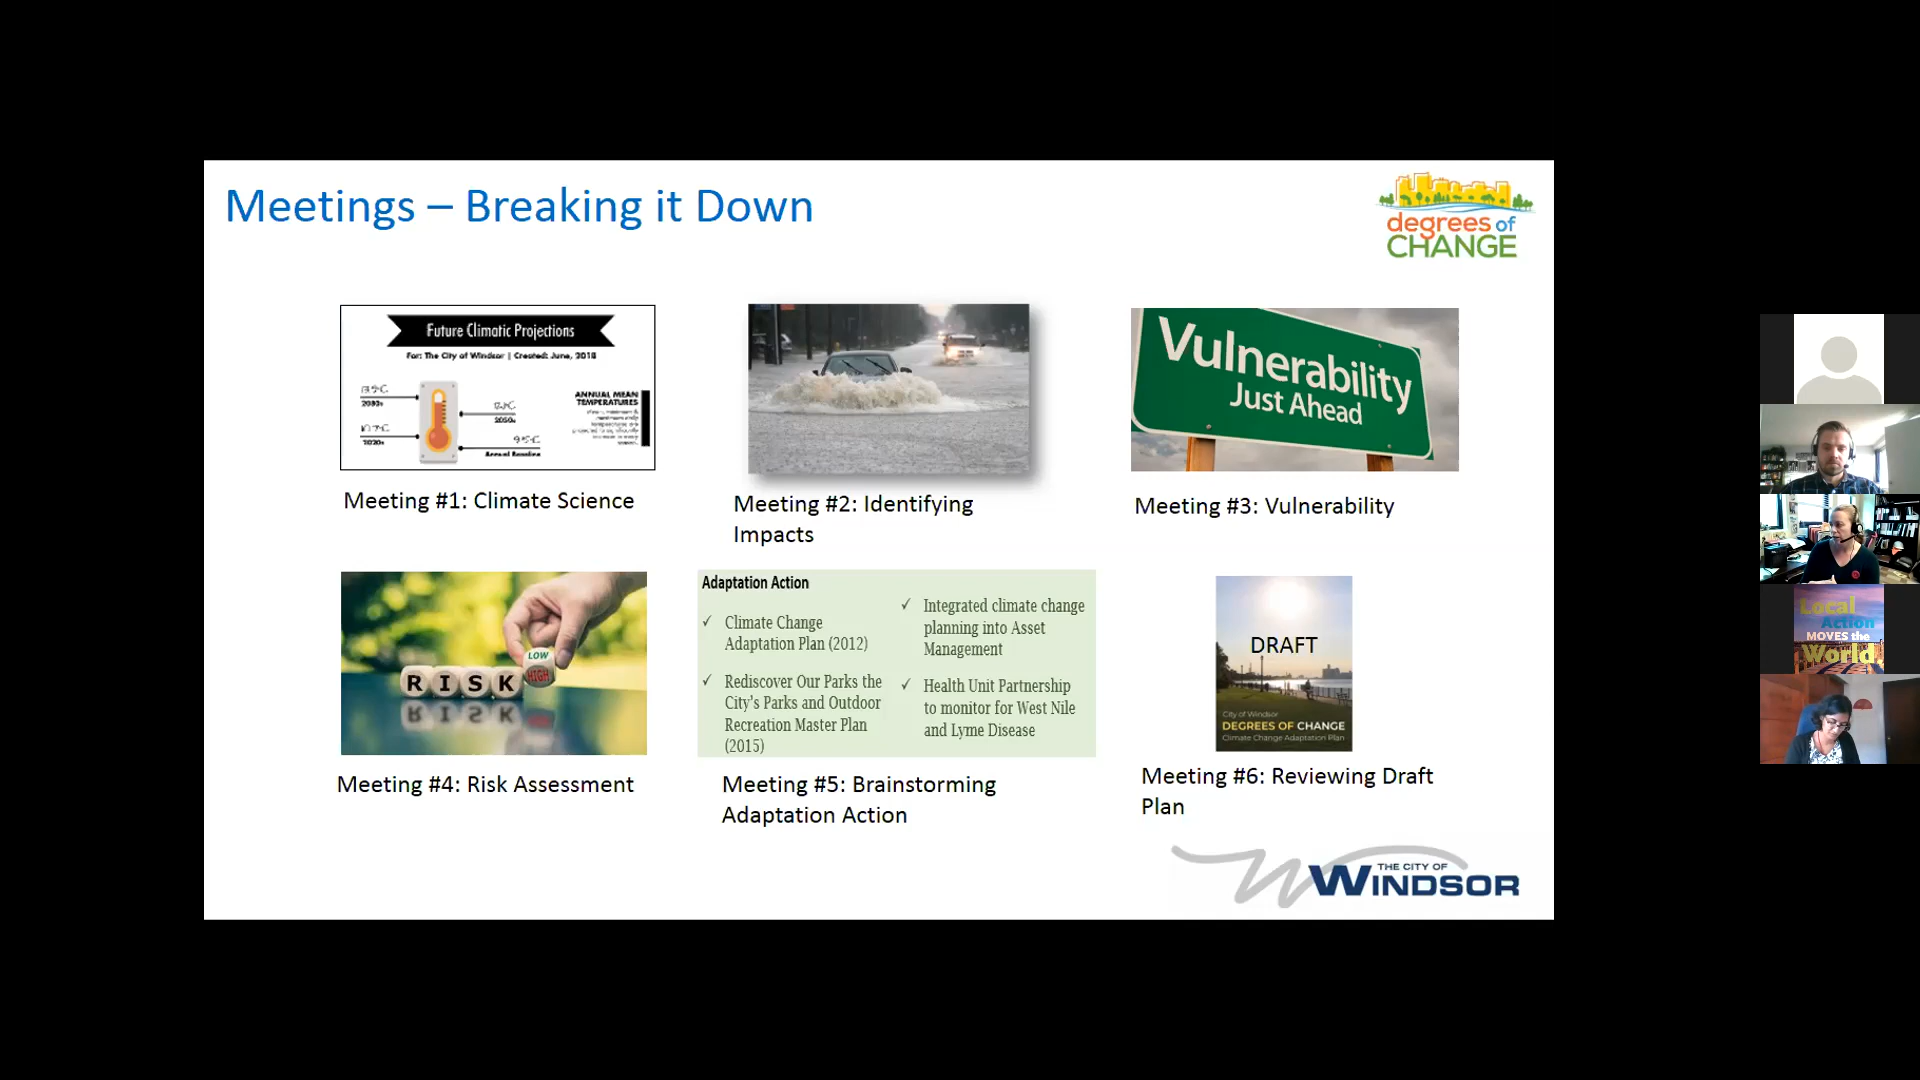 Meetings – Breaking it Down
degrees of
CHANGE
Future Climatic Projections
For: The City of Windsor | Created: June, 2018
2080s
2050s
2020s
Annual Baseline
ANNUAL MEAN
TEMPERATURES
Meeting #1: Climate Science
Meeting #2: Identifying
Impacts
Vulnerability
Just Ahead
Meeting #3: Vulnerability
RISK
LOW
HIGH
Meeting #4: Risk Assessment
Adaptation Action
✓ Climate Change
Adaptation Plan (2012)
✓ Rediscover Our Parks the
City's Parks and Outdoor
Recreation Master Plan
(2015)
✓ Integrated climate change
planning into Asset
Management
✓ Health Unit Partnership
to monitor for West Nile
and Lyme Disease
Meeting #5: Brainstorming
Adaptation Action
DRAFT
City of Windsor
DEGREES OF CHANGE
Climate Change Adaptation Plan
Meeting #6: Reviewing Draft
Plan
THE CITY OF
WINDSOR
Local
Action
MOVES the
World.